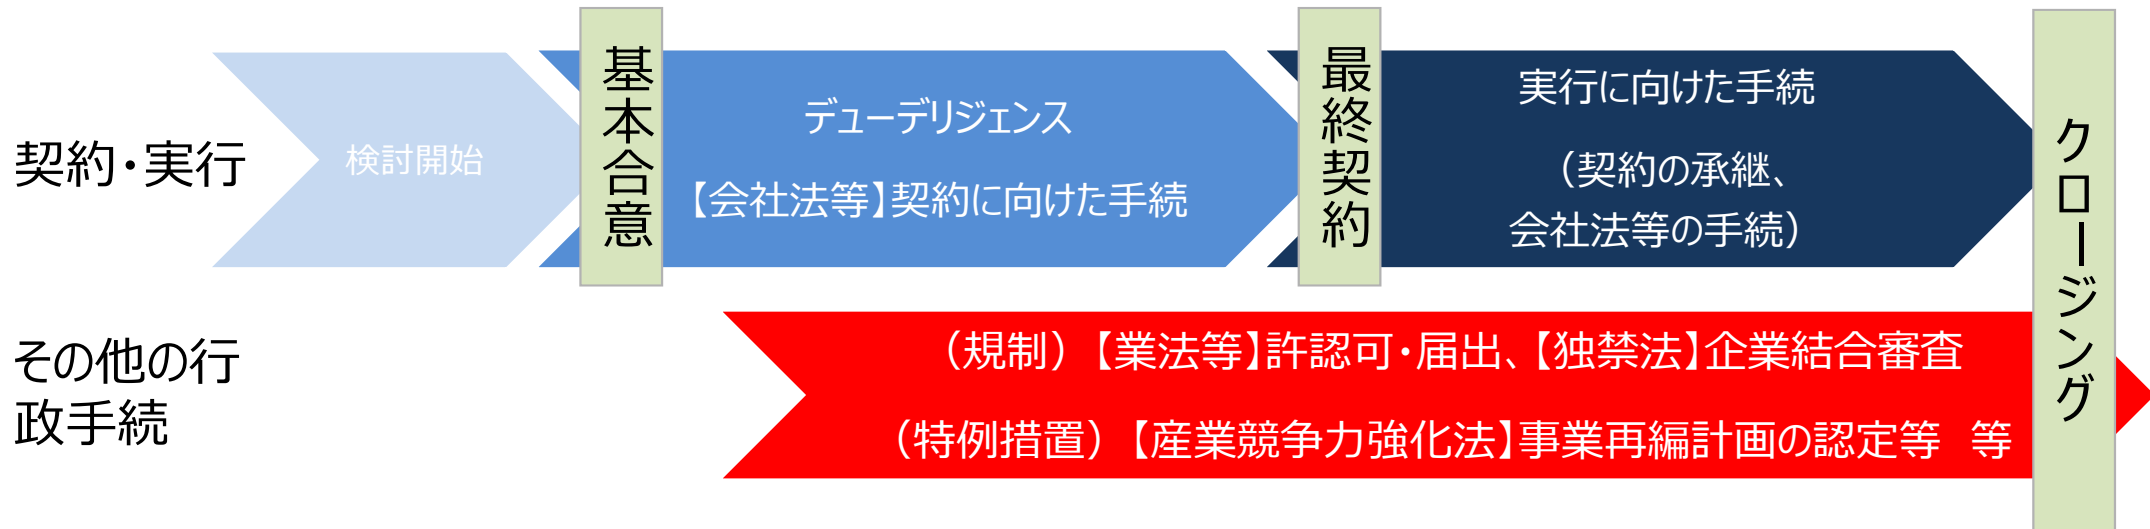 契約・実行
検討開始
基本合意
デューデリジェンス
【会社法等】契約に向けた手続
最終契約
実行に向けた手続
（契約の承継、
会社法等の手続）
クロージング
その他の行
政手続
（規制）【業法等】許認可・届出、【独禁法】企業結合審査
（特例措置）【産業競争力強化法】事業再編計画の認定等　等